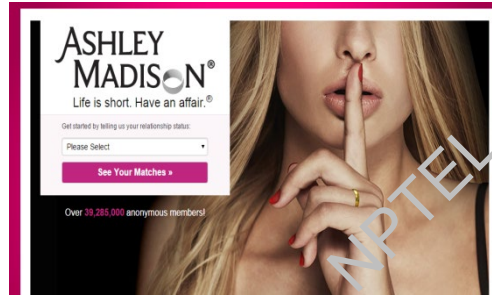 ASHLEY
MADISON®
Life is short. Have an affair.®
Get started by telling us your relationship status:
Please Select
See Your Matches »
Over 39,285,000 anonymous members!
NPTEL